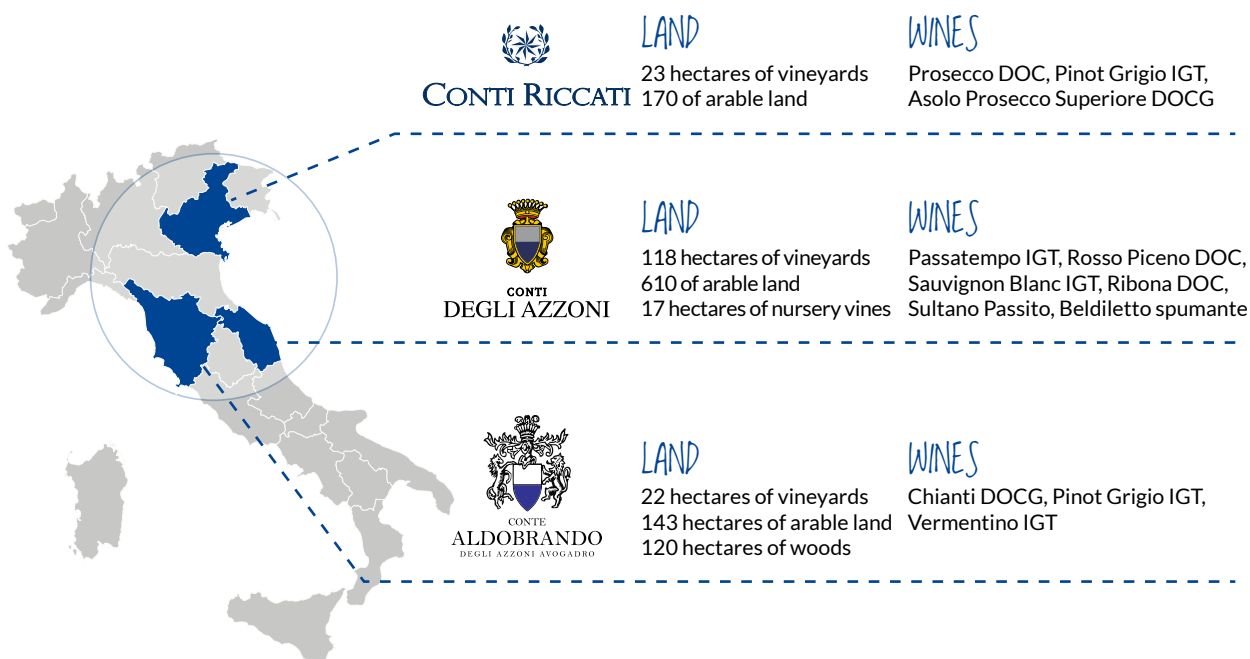 CONTI RICCATI
LAND
23 hectares of vineyards
170 of arable land
WINES
Prosecco DOC, Pinot Grigio IGT,
Asolo Prosecco Superiore DOCG
CONTI
DEGLI AZZONI
LAND
118 hectares of vineyards
610 of arable land
17 hectares of nursery vines
WINES
Passatempo IGT, Rosso Piceno DOC,
Sauvignon Blanc IGT, Ribona DOC,
Sultano Passito, Beldiletto spumante
CONTE
ALDOBRANDO
DEGLI AZZONI AVOGADRO
LAND
22 hectares of vineyards
143 hectares of arable land
120 hectares of woods
WINES
Chianti DOCG, Pinot Grigio IGT,
Vermentino IGT